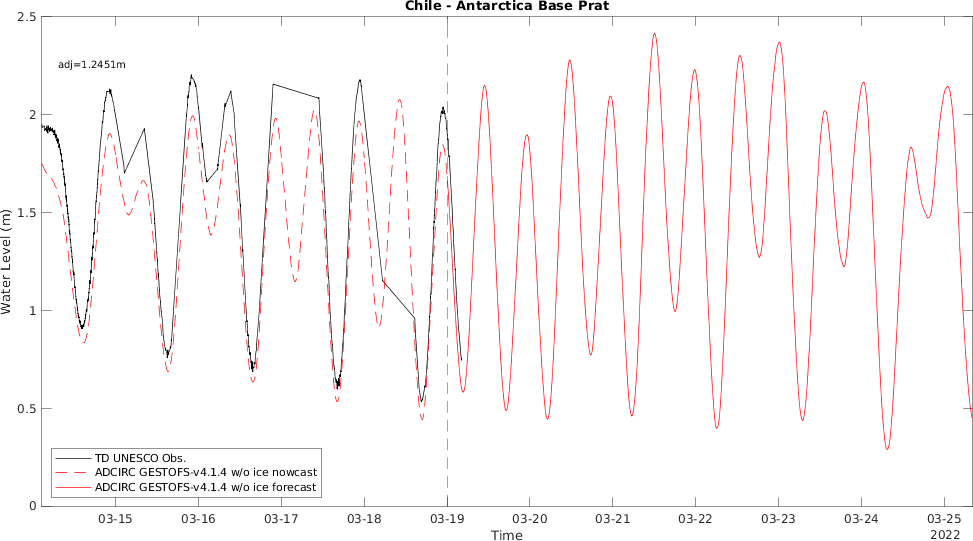 Chile - Antarctica Base Prat
2.5
adj=1.2451m
2
1.5
Water Level (m)
1
0.5
TD UNESCO Obs.
ADCIRC GESTOFS-v4.1.4 w/o ice nowcast
ADCIRC GESTOFS-v4.1.4 w/o ice forecast
0
03-15 03-16 03-17 03-18 03-19 03-20 03-21 03-22 03-23 03-24 03-25
Time 2022